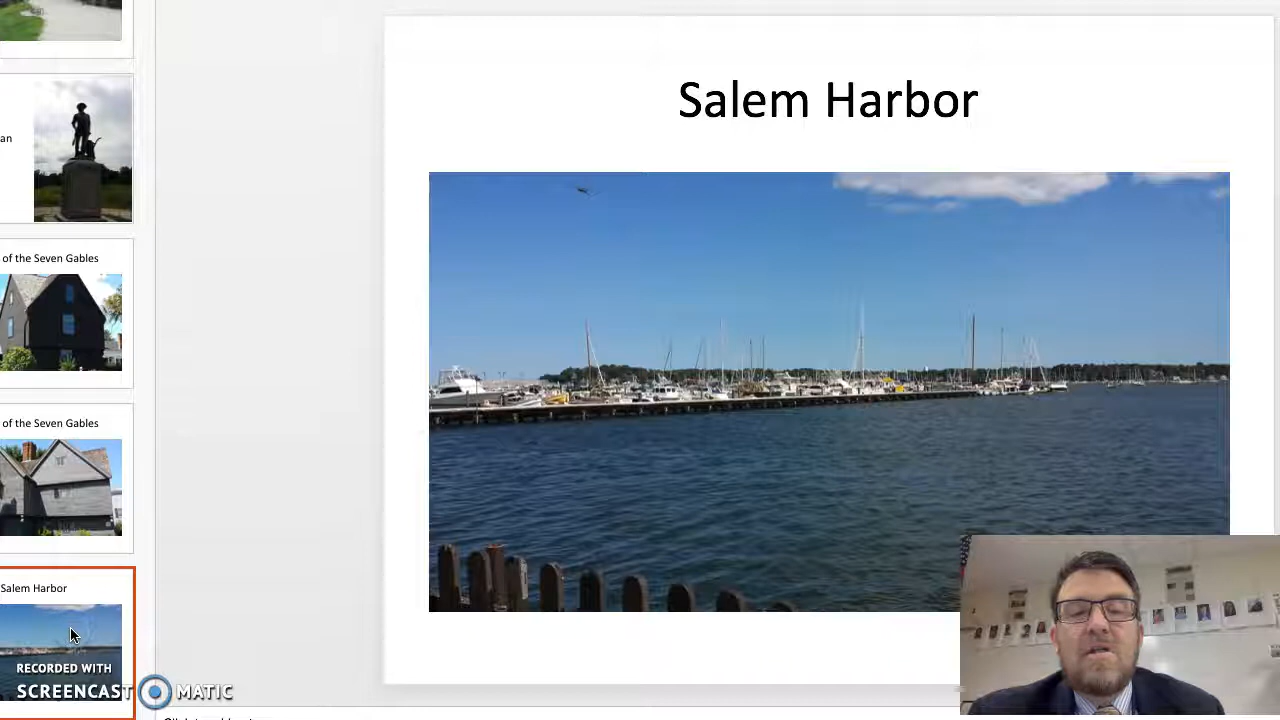 an
of the Seven Gables
of the Seven Gables
Salem Harbor
RECORDED WITH
SCREENCAST MATIC
Salem Harbor